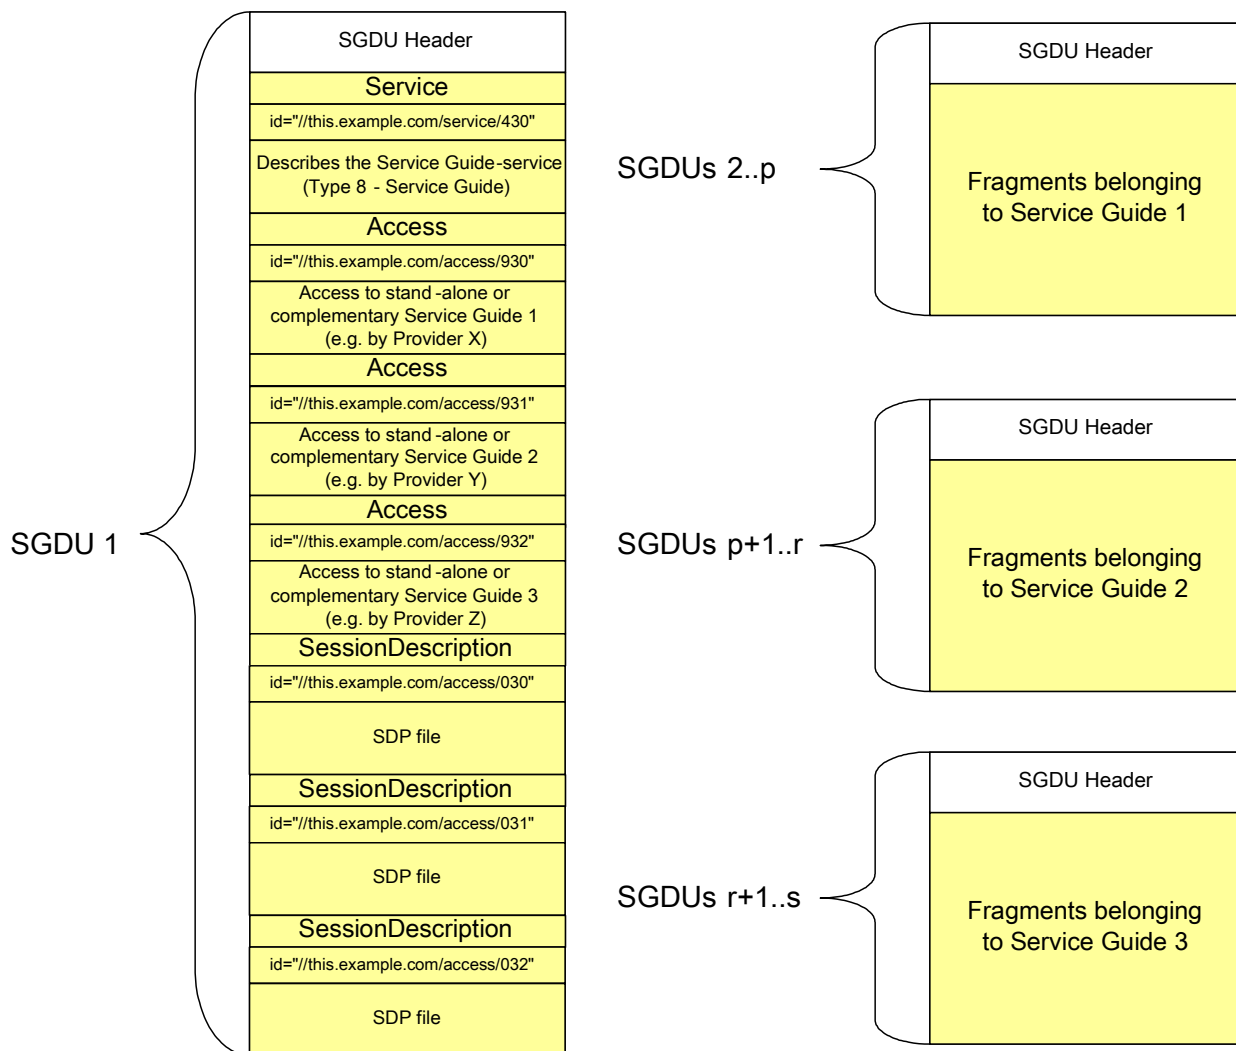 SGDU 1
SGDU Header
Service
id="//this.example.com/service/430"
Describes the Service Guide-service
(Type 8 - Service Guide)
Access
id="//this.example.com/access/930"
Access to stand-alone or
complementary Service Guide 1
(e.g. by Provider X)
Access
id="//this.example.com/access/931"
Access to stand-alone or
complementary Service Guide 2
(e.g. by Provider Y)
Access
id="//this.example.com/access/932"
Access to stand-alone or
complementary Service Guide 3
(e.g. by Provider Z)
SessionDescription
id="//this.example.com/access/030"
SDP file
SessionDescription
id="//this.example.com/access/031"
SDP file
SessionDescription
id="//this.example.com/access/032"
SDP file
SGDUs 2..p
SGDU Header
Fragments belonging
to Service Guide 1
SGDUs p+1..r
SGDU Header
Fragments belonging
to Service Guide 2
SGDUs r+1..s
SGDU Header
Fragments belonging
to Service Guide 3